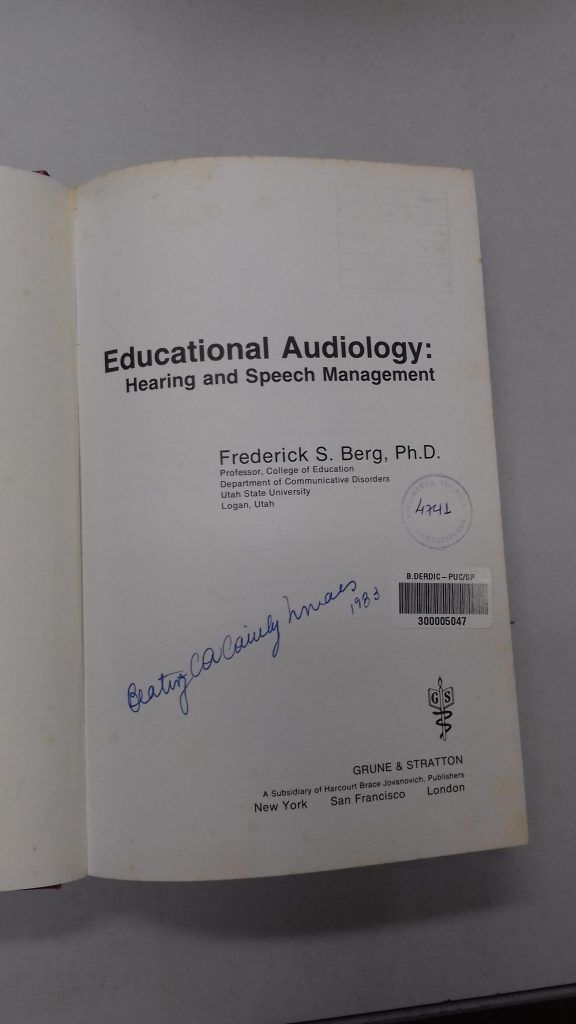 Educational Audiology:
Hearing and Speech Management
Frederick S. Berg, Ph.D.
Professor, College of Education
Department of Communicative Disorders
Utah State University
Logan, Utah
4741
B.DERDIC – PUC/SP
300005047
1983
G S
GRUNE & STRATTON
A Subsidiary of Harcourt Brace Jovanovich, Publishers
New York San Francisco London